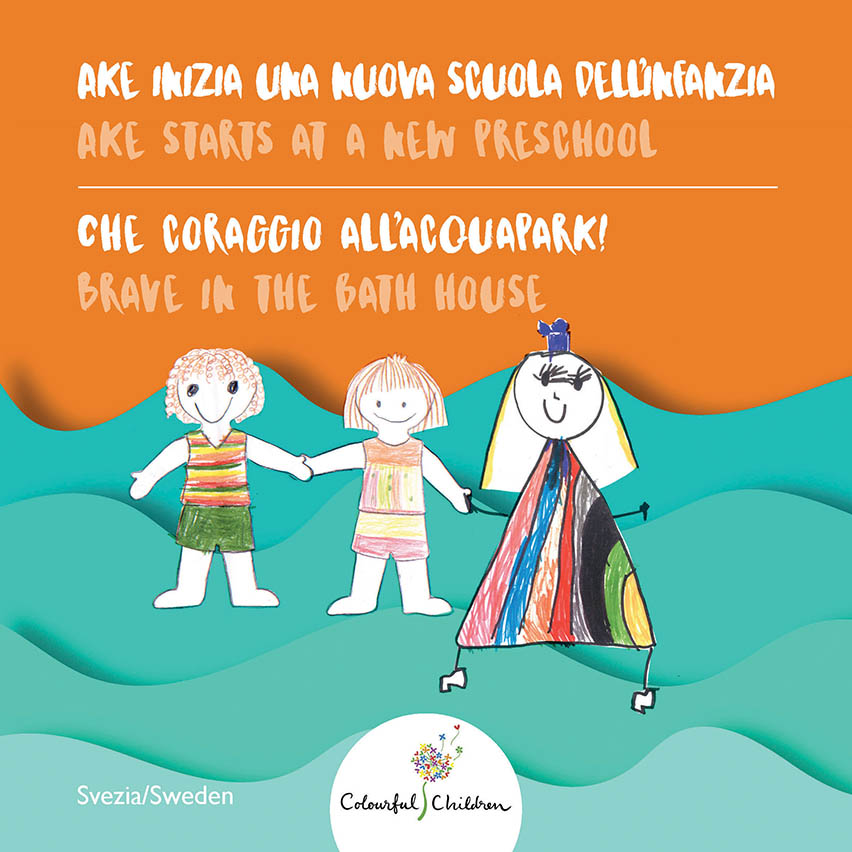 AKE INIZIA UNA NUOVA SCUOLA DELL'INFANZIA
AKE STARTS AT A NEW PRESCHOOL
CHE CORAGGIO ALL'ACQUAPARK!
BRAVE IN THE BATH HOUSE
Svezia/Sweden
Colourful Children